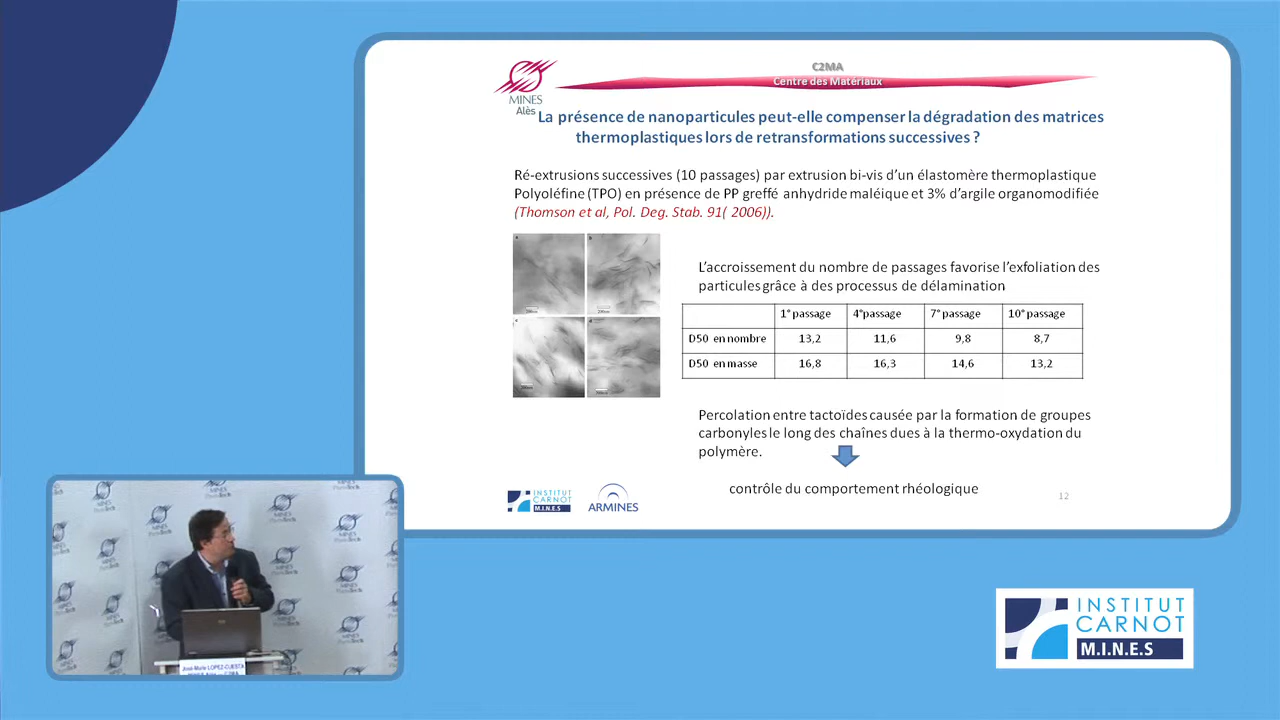 C2MA
Centre des Matériaux
MINES
Alès
La présence de nanoparticules peut-elle compenser la dégradation des matrices
thermoplastiques lors de retransformations successives ?
Ré-extrusions successives (10 passages) par extrusion bi-vis d'un élastomère thermoplastique
Polyoléfine (TPO) en présence de PP greffé anhydride maléique et 3% d'argile organomodifiée
(Thomson et al, Pol. Deg. Stab. 91( 2006)).
L'accroissement du nombre de passages favorise l'exfoliation des
particules grâce à des processus de délamination
1° passage 4°passage 7° passage 10° passage
D50 en nombre 13,2 11,6 9,8 8,7
D50 en masse 16,8 16,3 14,6 13,2
Percolation entre tactoïdes causée par la formation de groupes
carbonyles le long des chaînes dues à la thermo-oxydation du
polymère.
contrôle du comportement rhéologique
INSTITUT
CARNOT
M.I.N.E.S
ARMINES
12
MINES
ParisTech
José-Marie LOPEZ-CUESTA
INSTITUT
CARNOT
M.I.N.E.S